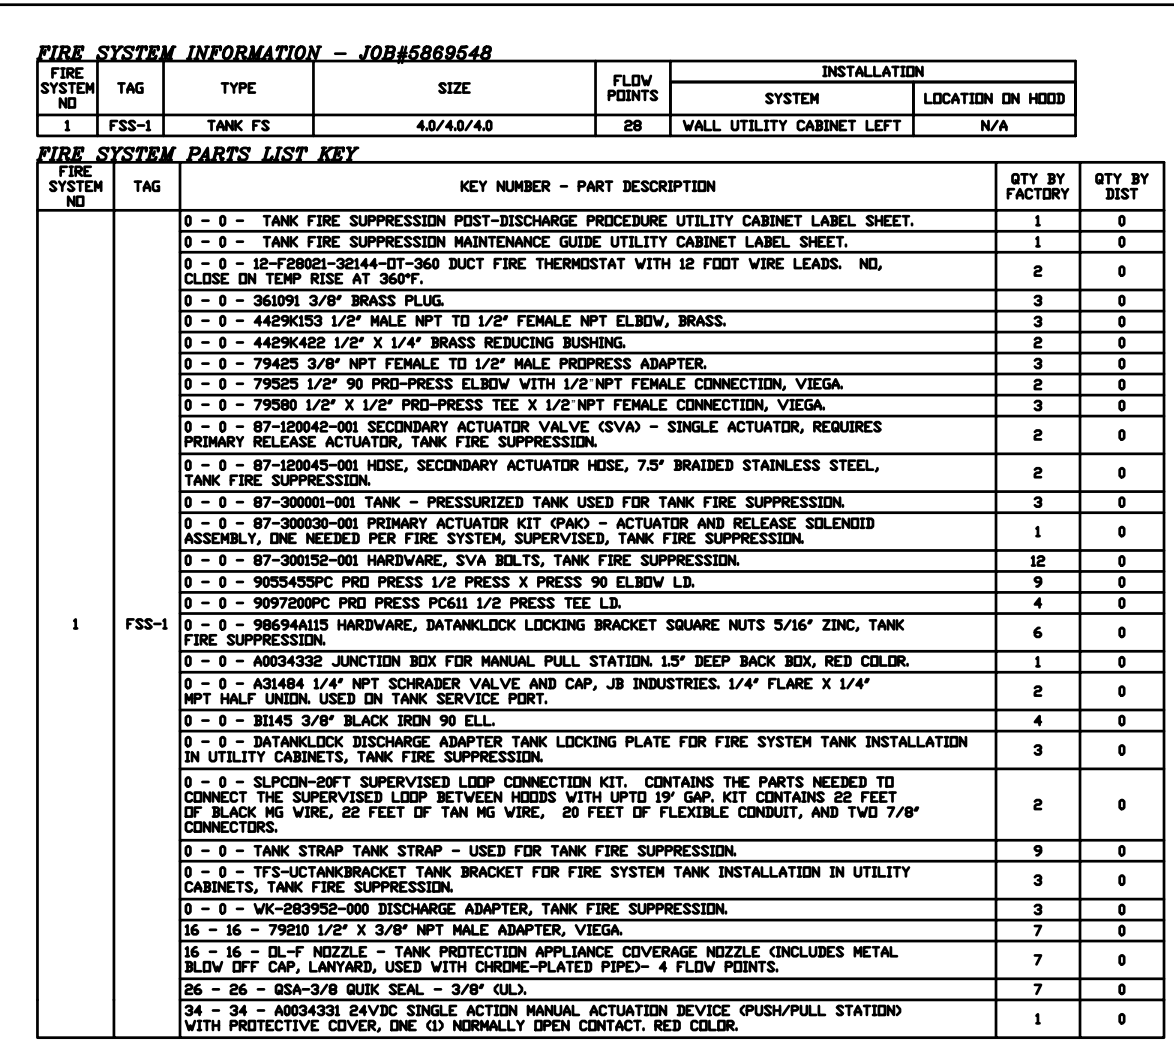 FIRE SYSTEM INFORMATION - JOB#5869548
FIRE SYSTEM NO TAG TYPE SIZE FLOW POINTS INSTALLATION
SYSTEM LOCATION ON HOOD
1 FSS-1 TANK FS 4.0/4.0/4.0 28 WALL UTILITY CABINET LEFT N/A
FIRE SYSTEM PARTS LIST KEY
FIRE SYSTEM NO TAG KEY NUMBER - PART DESCRIPTION QTY BY FACTORY QTY BY DIST
0 - 0 - TANK FIRE SUPPRESSION POST-DISCHARGE PROCEDURE UTILITY CABINET LABEL SHEET. 1 0
0 - 0 - TANK FIRE SUPPRESSION MAINTENANCE GUIDE UTILITY CABINET LABEL SHEET. 1 0
0 - 0 - 12-F28021-32144-OT-360 DUCT FIRE THERMOSTAT WITH 12 FOOT WIRE LEADS. NO,
CLOSE ON TEMP RISE AT 360°F. 2 0
0 - 0 - 361091 3/8" BRASS PLUG. 3 0
0 - 0 - 4429K153 1/2" MALE NPT TO 1/2" FEMALE NPT ELBOW, BRASS. 3 0
0 - 0 - 4429K422 1/2" X 1/4" BRASS REDUCING BUSHING. 2 0
0 - 0 - 79425 3/8" NPT FEMALE TO 1/2" MALE PROPRESS ADAPTER. 3 0
0 - 0 - 79525 1/2" 90 PRO-PRESS ELBOW WITH 1/2"NPT FEMALE CONNECTION, VIEGA. 2 0
0 - 0 - 79580 1/2" X 1/2" PRO-PRESS TEE X 1/2"NPT FEMALE CONNECTION, VIEGA. 3 0
0 - 0 - 87-120042-001 SECONDARY ACTUATOR VALVE (SVA) - SINGLE ACTUATOR, REQUIRES
PRIMARY RELEASE ACTUATOR, TANK FIRE SUPPRESSION. 2 0
0 - 0 - 87-120045-001 HOSE, SECONDARY ACTUATOR HOSE, 7.5" BRAIDED STAINLESS STEEL,
TANK FIRE SUPPRESSION. 2 0
0 - 0 - 87-300001-001 TANK - PRESSURIZED TANK USED FOR TANK FIRE SUPPRESSION. 3 0
0 - 0 - 87-300030-001 PRIMARY ACTUATOR KIT (PAK) - ACTUATOR AND RELEASE SOLENOID
ASSEMBLY, ONE NEEDED PER FIRE SYSTEM, SUPERVISED, TANK FIRE SUPPRESSION. 1 0
0 - 0 - 87-300152-001 HARDWARE, SVA BOLTS, TANK FIRE SUPPRESSION. 12 0
0 - 0 - 9055455PC PRO PRESS 1/2 PRESS X PRESS 90 ELBOW LD. 9 0
0 - 0 - 9097200PC PRO PRESS PC611 1/2 PRESS TEE LD. 4 0
1 FSS-1 0 - 0 - 98694A115 HARDWARE, DATANKLOCK LOCKING BRACKET SQUARE NUTS 5/16" ZINC, TANK
FIRE SUPPRESSION. 6 0
0 - 0 - A0034332 JUNCTION BOX FOR MANUAL PULL STATION. 1.5" DEEP BACK BOX, RED COLOR. 1 0
0 - 0 - A31484 1/4" NPT SCHRADER VALVE AND CAP, JB INDUSTRIES. 1/4" FLARE X 1/4"
MPT HALF UNION. USED ON TANK SERVICE PORT. 2 0
0 - 0 - BI145 3/8" BLACK IRON 90 ELL. 4 0
0 - 0 - DATANKLOCK DISCHARGE ADAPTER TANK LOCKING PLATE FOR FIRE SYSTEM TANK INSTALLATION
IN UTILITY CABINETS, TANK FIRE SUPPRESSION. 3 0
0 - 0 - SLPCON-20FT SUPERVISED LOOP CONNECTION KIT. CONTAINS THE PARTS NEEDED TO
CONNECT THE SUPERVISED LOOP BETWEEN HOODS WITH UPTO 19' GAP. KIT CONTAINS 22 FEET
OF BLACK MG WIRE, 22 FEET OF TAN MG WIRE, 20 FEET OF FLEXIBLE CONDUIT, AND TWO 7/8"
CONNECTORS. 2 0
0 - 0 - TANK STRAP TANK STRAP - USED FOR TANK FIRE SUPPRESSION. 9 0
0 - 0 - TFS-UCTANKBRACKET TANK BRACKET FOR FIRE SYSTEM TANK INSTALLATION IN UTILITY
CABINETS, TANK FIRE SUPPRESSION. 3 0
0 - 0 - WK-283952-000 DISCHARGE ADAPTER, TANK FIRE SUPPRESSION. 3 0
16 - 16 - 79210 1/2" X 3/8" NPT MALE ADAPTER, VIEGA. 7 0
16 - 16 - OL-F NOZZLE - TANK PROTECTION APPLIANCE COVERAGE NOZZLE (INCLUDES METAL
BLOW OFF CAP, LANYARD, USED WITH CHROME-PLATED PIPE)- 4 FLOW POINTS. 7 0
26 - 26 - QSA-3/8 QUIK SEAL - 3/8" (UL). 7 0
34 - 34 - A0034331 24VDC SINGLE ACTION MANUAL ACTUATION DEVICE (PUSH/PULL STATION)
WITH PROTECTIVE COVER, ONE (1) NORMALLY OPEN CONTACT. RED COLOR. 1 0